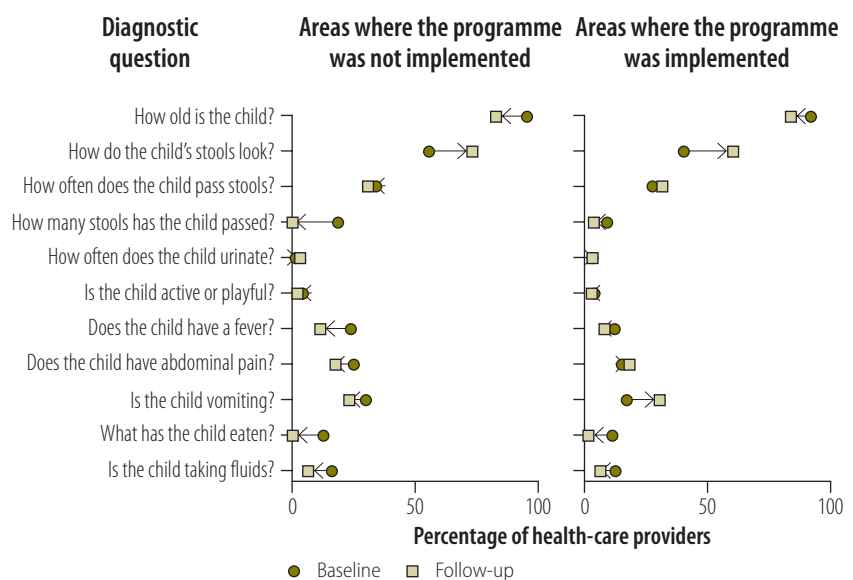 Diagnostic
question
Areas where the programme
was not implemented
Areas where the programme
was implemented
How old is the child?
How do the child's stools look?
How often does the child pass stools?
How many stools has the child passed?
How often does the child urinate?
Is the child active or playful?
Does the child have a fever?
Does the child have abdominal pain?
Is the child vomiting?
What has the child eaten?
Is the child taking fluids?
0 50 100 0 50 100
Percentage of health-care providers
Baseline Follow-up